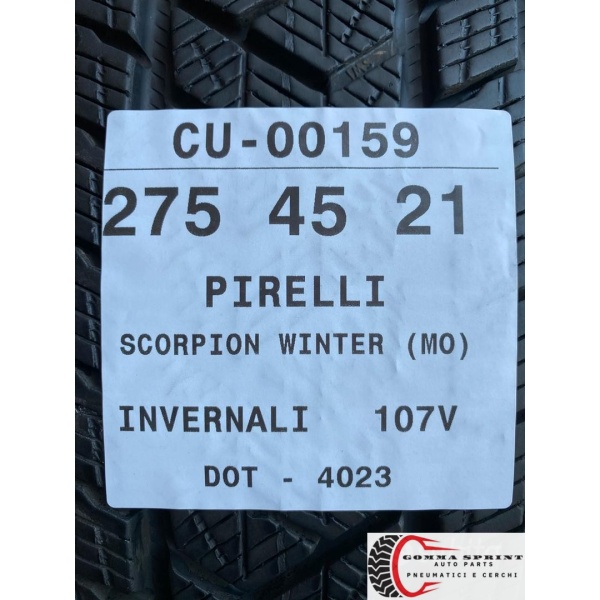 CU-00159
275 45 21
PIRELLI
SCORPION WINTER (MO)
INVERNALI 107V
DOT - 4023
GOMMA SPRINT
AUTO PARTS
PNEUMATICI E CERCHI